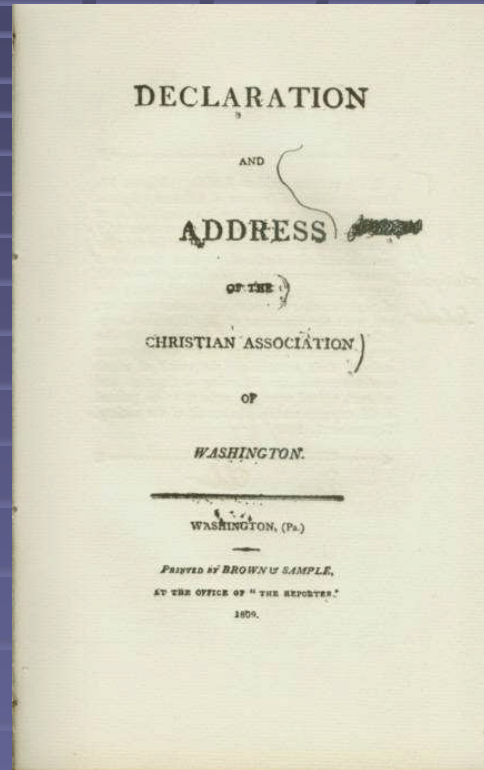 DECLARATION
AND
ADDRESS
OF THE
CHRISTIAN ASSOCIATION
OF
WASHINGTON.
WASHINGTON, (Pa.)
PRINTED BY BROWN & SAMPLE,
AT THE OFFICE OF " THE REPORTER."
1809.